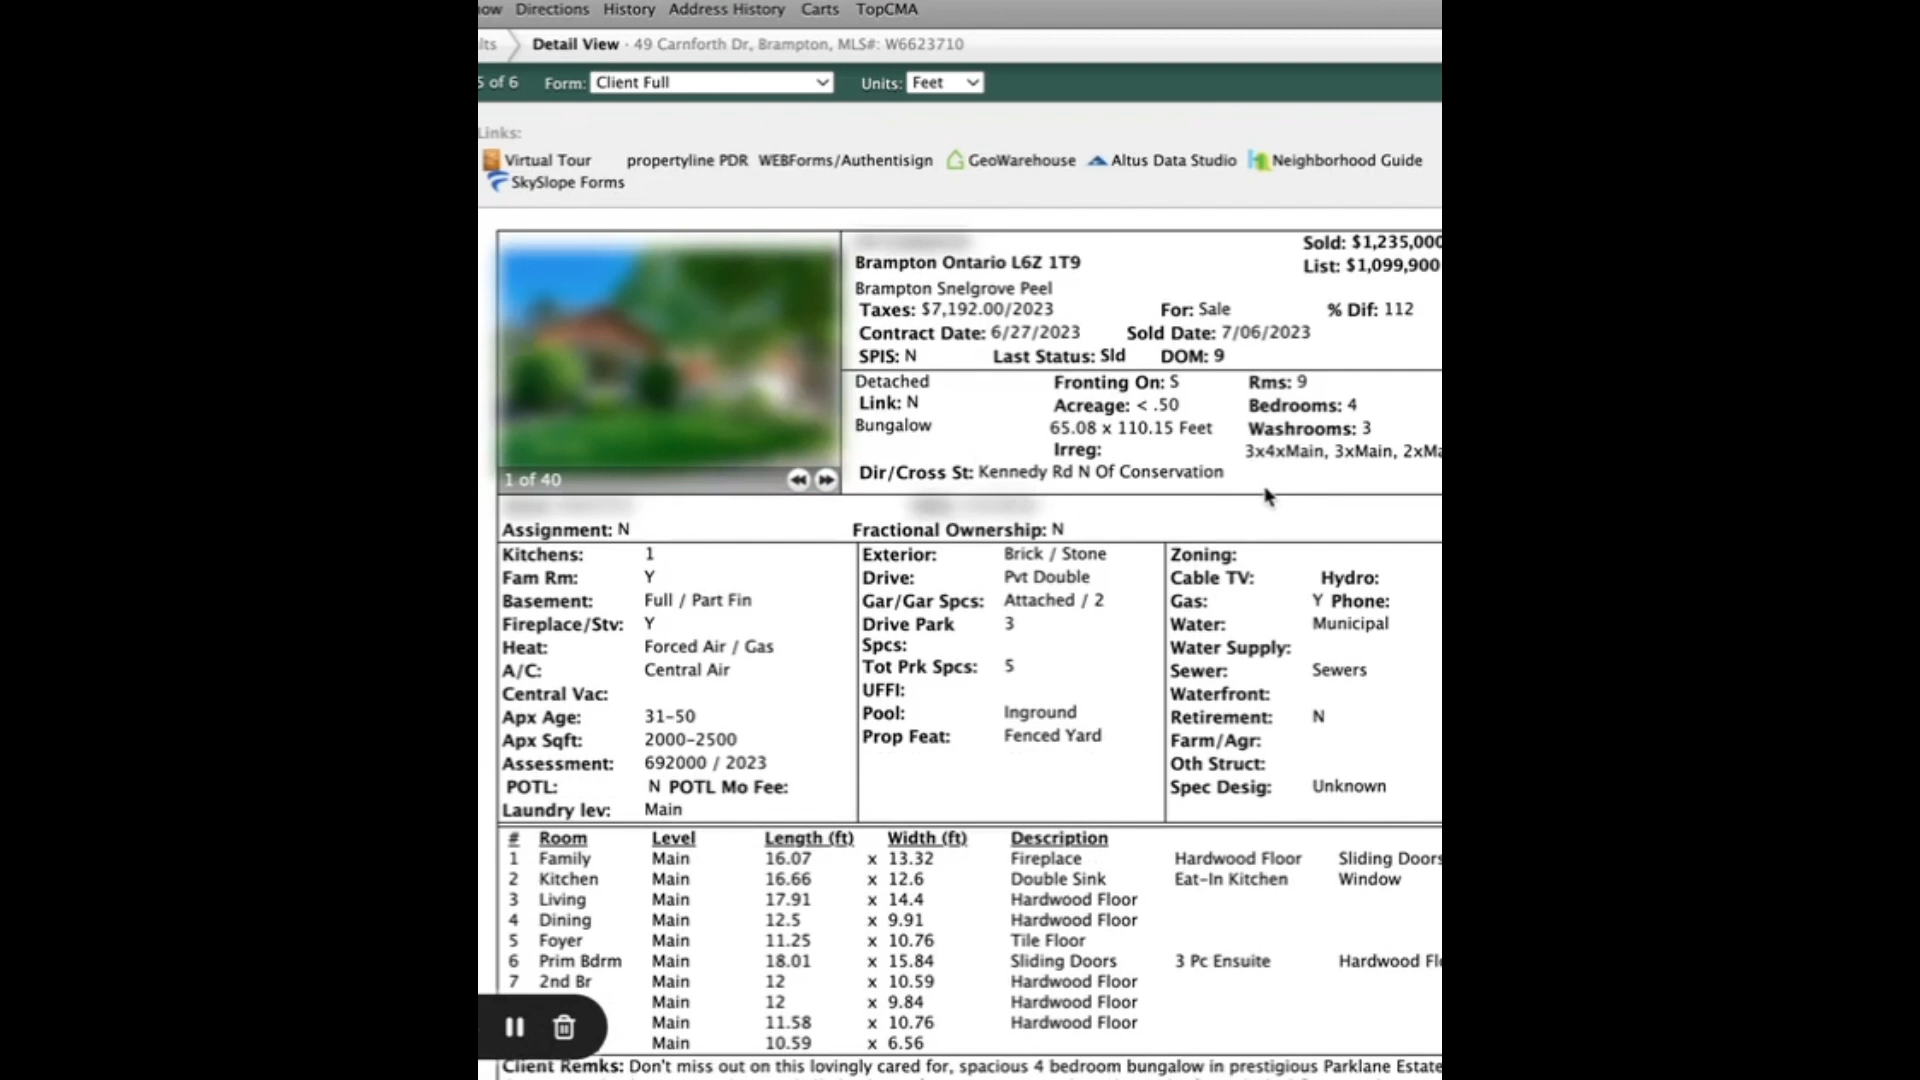 Directions History Address History Carts TopCMA
Detail View · 49 Carnforth Dr, Brampton, MLS#: W6623710
5 of 6 Form: Client Full Units: Feet
Links:
Virtual Tour propertyline PDR WEBForms/Authentisign GeoWarehouse Altus Data Studio Neighborhood Guide
SkySlope Forms
Sold: $1,235,000
Brampton Ontario L6Z 1T9 List: $1,099,900
Brampton Snelgrove Peel
Taxes: $7,192.00/2023 For: Sale % Dif: 112
Contract Date: 6/27/2023 Sold Date: 7/06/2023
SPIS: N Last Status: Sld DOM: 9
Detached Fronting On: S Rms: 9
Link: N Acreage: < .50 Bedrooms: 4
Bungalow 65.08 x 110.15 Feet Washrooms: 3
Irreg: 3x4xMain, 3xMain, 2xMa
Dir/Cross St: Kennedy Rd N Of Conservation
1 of 40
Assignment: N Fractional Ownership: N
Kitchens: 1 Exterior: Brick / Stone Zoning:
Fam Rm: Y Drive: Pvt Double Cable TV: Hydro:
Basement: Full / Part Fin Gar/Gar Spcs: Attached / 2 Gas: Y Phone:
Fireplace/Stv: Y Drive Park Spcs: 3 Water: Municipal
Heat: Forced Air / Gas Water Supply:
A/C: Central Air Tot Prk Spcs: 5 Sewer: Sewers
Central Vac: UFFI: Waterfront:
Apx Age: 31-50 Pool: Inground Retirement: N
Apx Sqft: 2000-2500 Prop Feat: Fenced Yard Farm/Agr:
Assessment: 692000 / 2023 Oth Struct:
POTL: N POTL Mo Fee: Spec Desig: Unknown
Laundry lev: Main
# Room Level Length (ft) Width (ft) Description
1 Family Main 16.07 x 13.32 Fireplace Hardwood Floor Sliding Doors
2 Kitchen Main 16.66 x 12.6 Double Sink Eat-In Kitchen Window
3 Living Main 17.91 x 14.4 Hardwood Floor
4 Dining Main 12.5 x 9.91 Hardwood Floor
5 Foyer Main 11.25 x 10.76 Tile Floor
6 Prim Bdrm Main 18.01 x 15.84 Sliding Doors 3 Pc Ensuite Hardwood Flo
7 2nd Br Main 12 x 10.59 Hardwood Floor
Main 12 x 9.84 Hardwood Floor
Main 11.58 x 10.76 Hardwood Floor
Main 10.59 x 6.56
Client Remks: Don't miss out on this lovingly cared for, spacious 4 bedroom bungalow in prestigious Parklane Estate